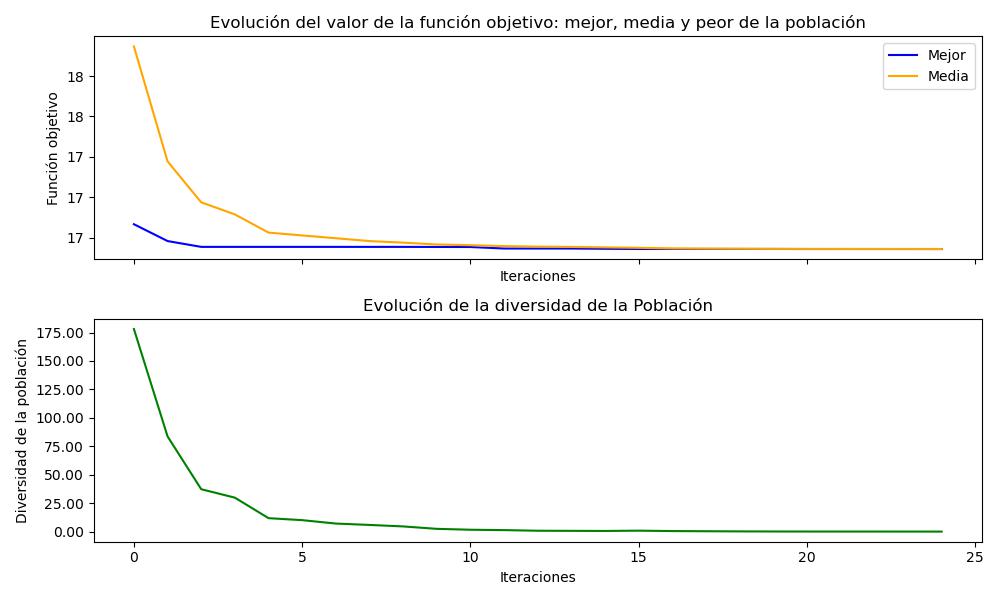 Evolución del valor de la función objetivo: mejor, media y peor de la población
Mejor
Media
18
18
17
17
17
Función objetivo
Iteraciones
Evolución de la diversidad de la Población
175.00
150.00
125.00
100.00
75.00
50.00
25.00
0.00
Diversidad de la población
0 5 10 15 20 25
Iteraciones